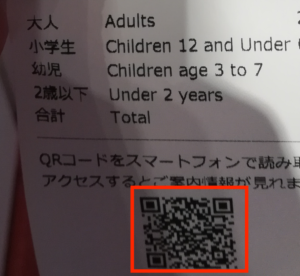 大人 Adults
小学生 Children 12 and Under
幼児 Children age 3 to 7
2歳以下 Under 2 years
合計 Total
QRコードをスマートフォンで読み取
アクセスするとご案内情報が見れま